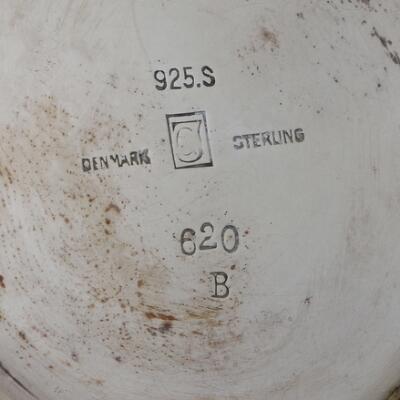 925.S
DENMARK STERLING
620
B